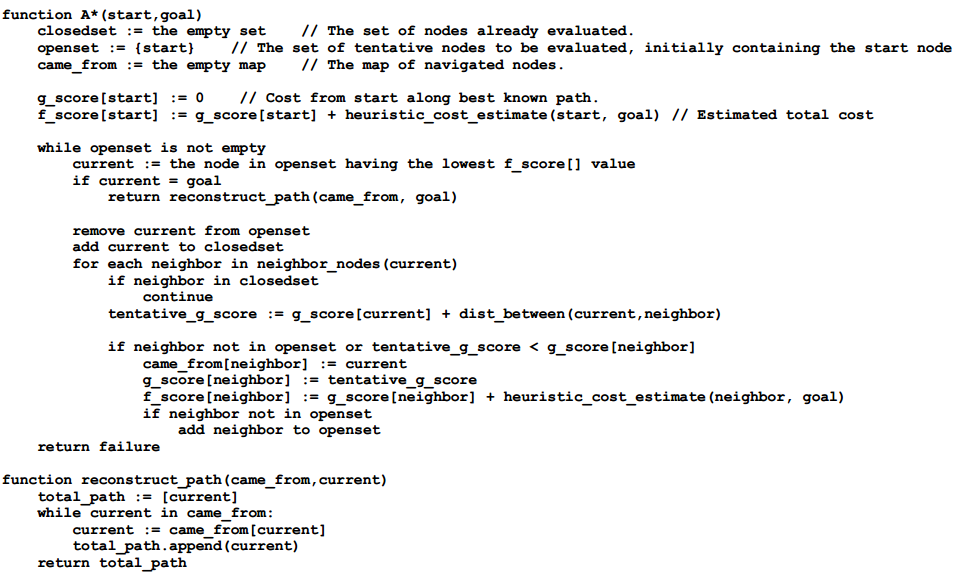 function A*(start,goal)
    closedset := the empty set    // The set of nodes already evaluated.
    openset := {start}    // The set of tentative nodes to be evaluated, initially containing the start node
    came_from := the empty map    // The map of navigated nodes.

    g_score[start] := 0    // Cost from start along best known path.
    f_score[start] := g_score[start] + heuristic_cost_estimate(start, goal) // Estimated total cost

    while openset is not empty
        current := the node in openset having the lowest f_score[] value
        if current = goal
            return reconstruct_path(came_from, goal)

        remove current from openset
        add current to closedset
        for each neighbor in neighbor_nodes(current)
            if neighbor in closedset
                continue
            tentative_g_score := g_score[current] + dist_between(current,neighbor)

            if neighbor not in openset or tentative_g_score < g_score[neighbor]
                came_from[neighbor] := current
                g_score[neighbor] := tentative_g_score
                f_score[neighbor] := g_score[neighbor] + heuristic_cost_estimate(neighbor, goal)
                if neighbor not in openset
                    add neighbor to openset
    return failure

function reconstruct_path(came_from,current)
    total_path := [current]
    while current in came_from:
        current := came_from[current]
        total_path.append(current)
    return total_path